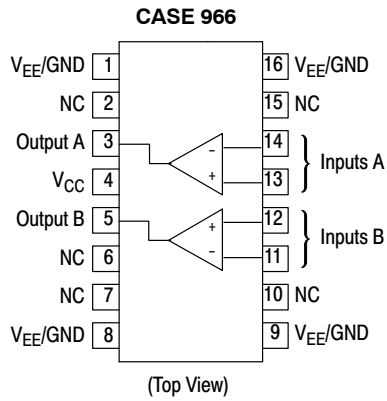 CASE 966
VEE/GND 1 16 VEE/GND
NC 2 15 NC
Output A 3 14
- 
+
VCC 4 13
Inputs A
Output B 5 12
+
-
NC 6 11
Inputs B
NC 7 10 NC
VEE/GND 8 9 VEE/GND
(Top View)